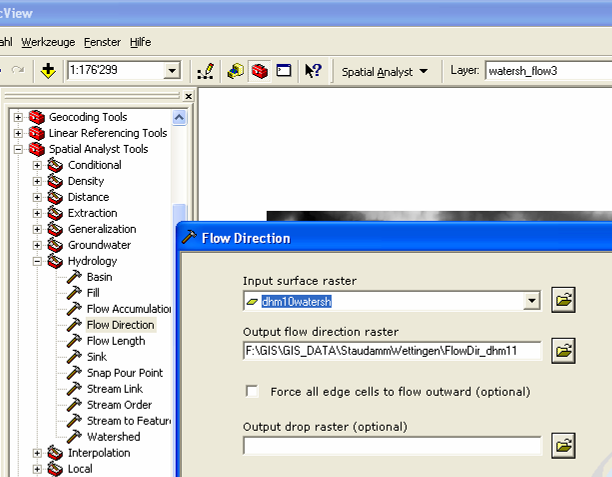 cView
ahl Werkzeuge Fenster Hilfe
1:176'299 Spatial Analyst Layer: watersh_flow3
Geocoding Tools
Linear Referencing Tools
Spatial Analyst Tools
Conditional
Density
Distance
Extraction
Generalization
Groundwater
Hydrology
Basin
Fill
Flow Accumulation
Flow Direction
Flow Length
Sink
Snap Pour Point
Stream Link
Stream Order
Stream to Feature
Watershed
Interpolation
Local
Flow Direction
Input surface raster
dhm10watersh
Output flow direction raster
F:\GIS\GIS_DATA\StaudammWettingen\FlowDir_dhm11
Force all edge cells to flow outward (optional)
Output drop raster (optional)